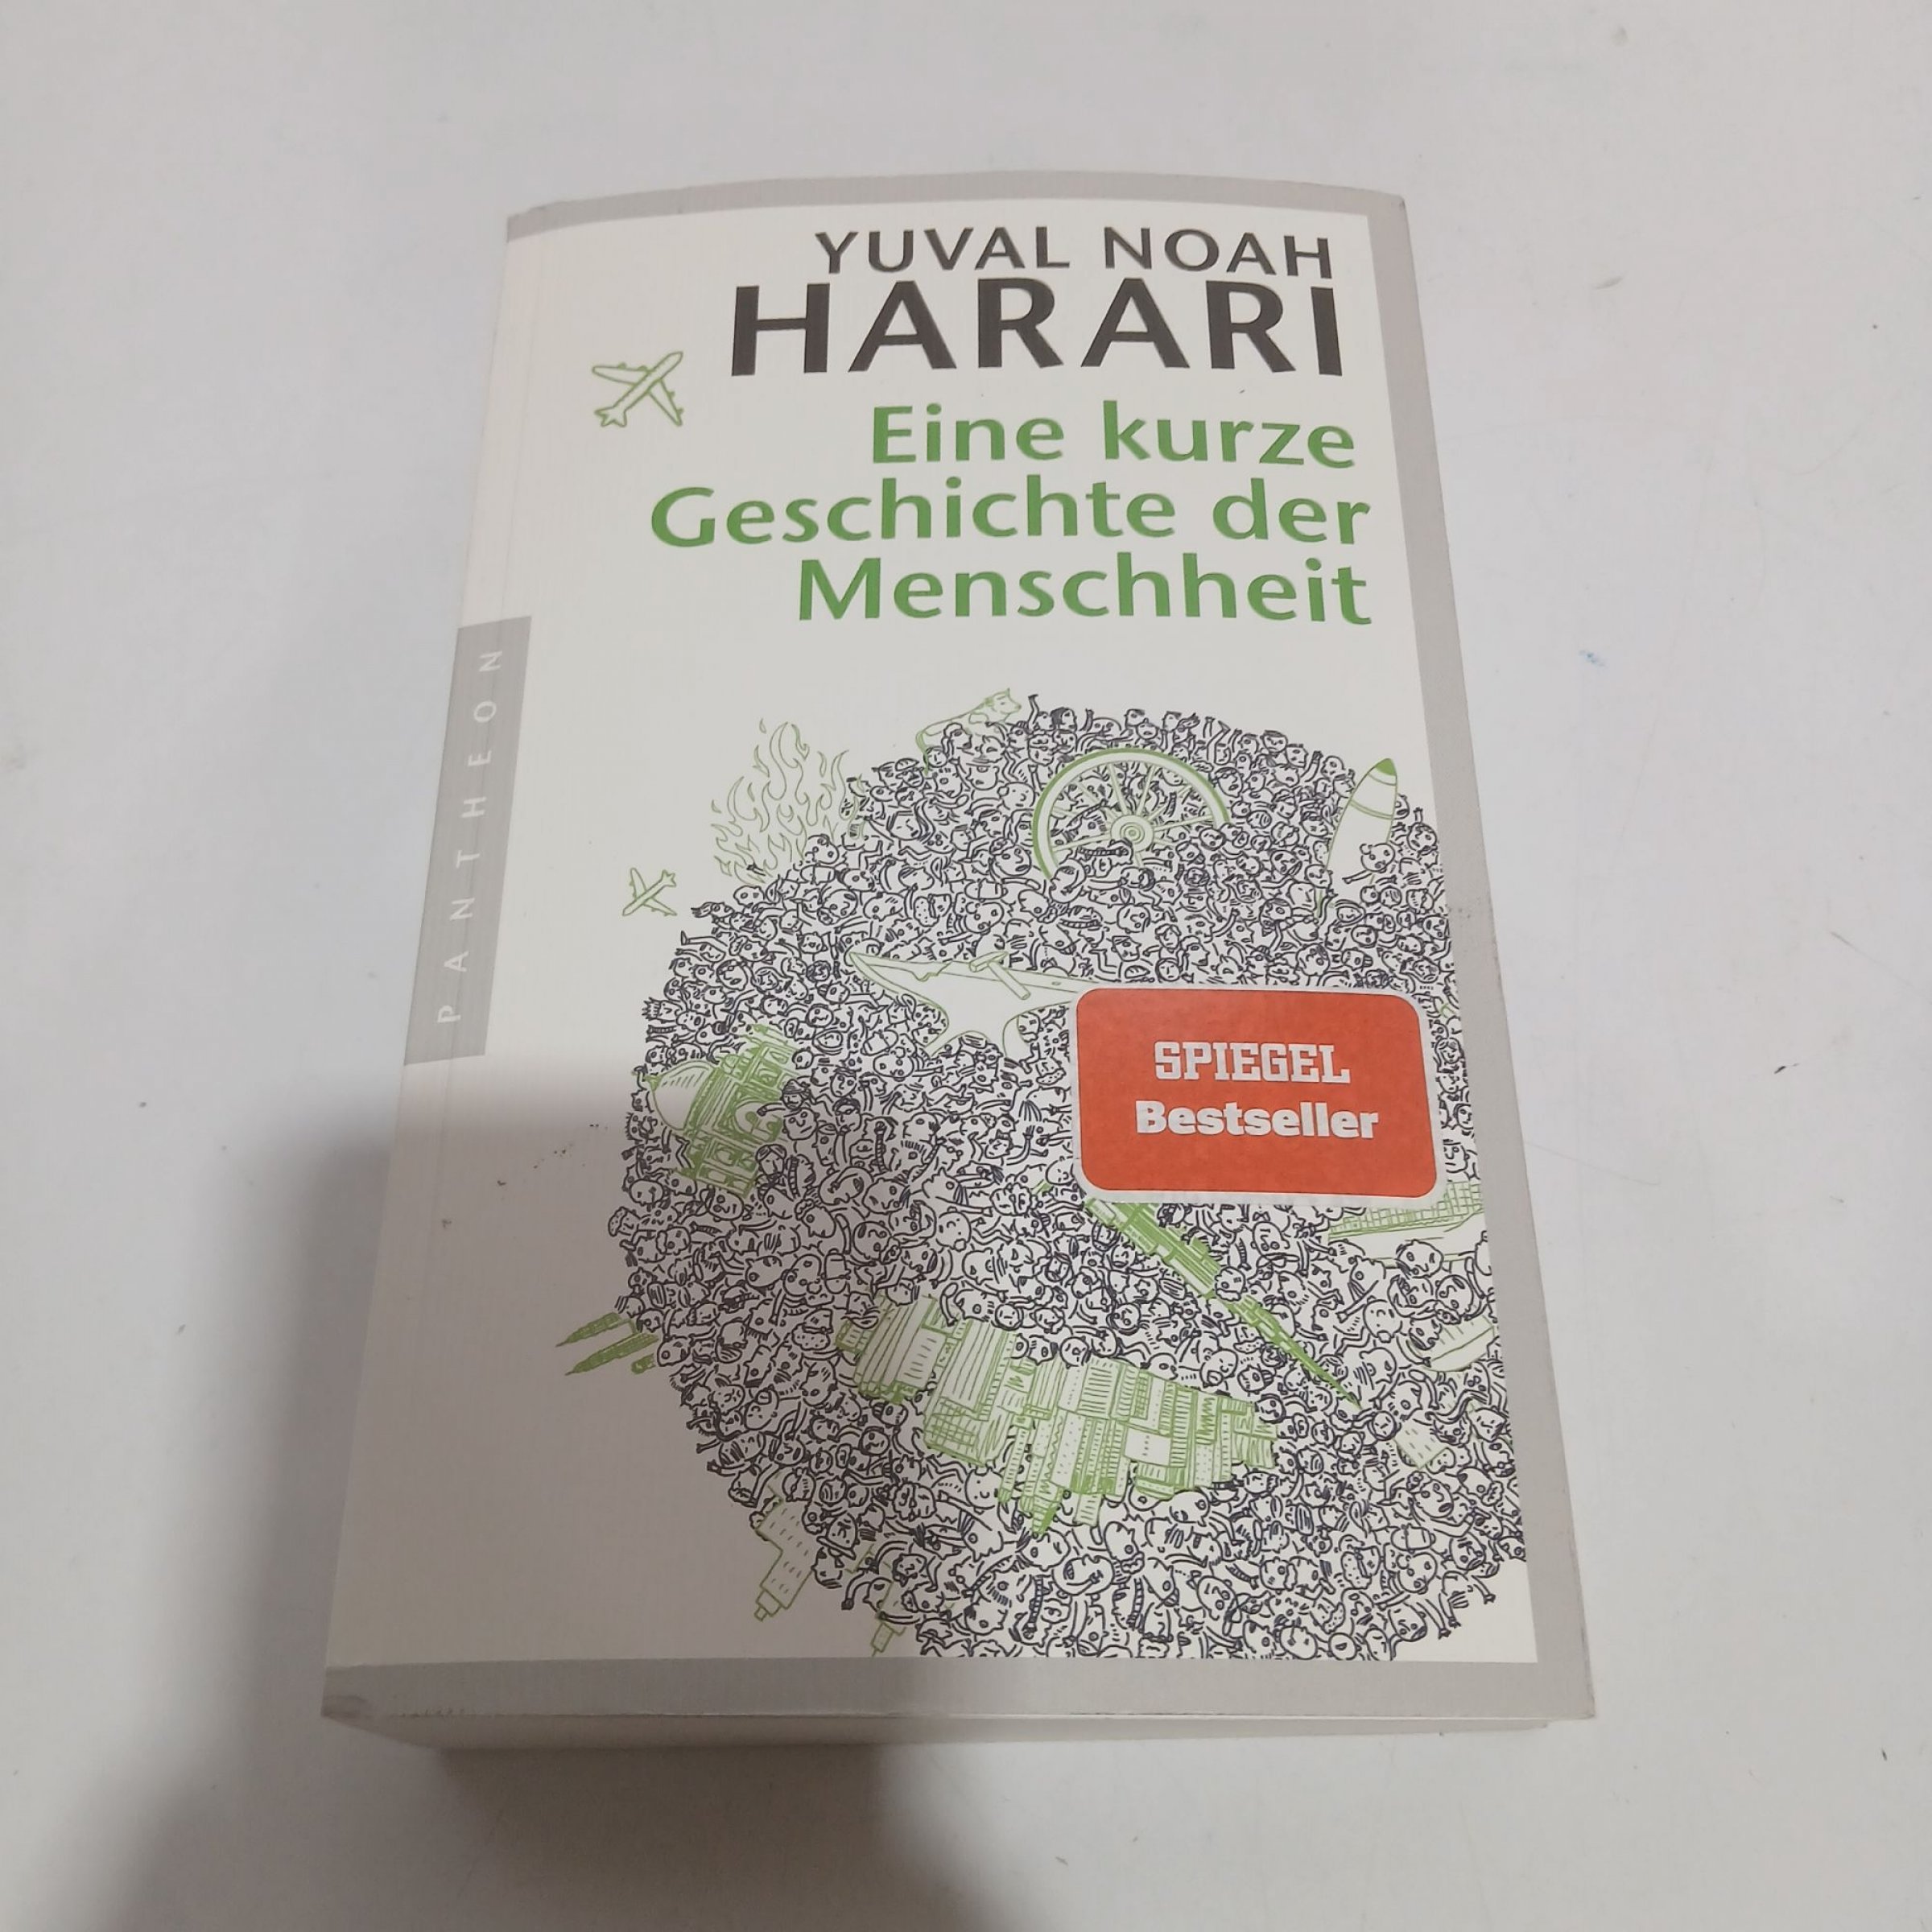 YUVAL NOAH
HARARI
Eine kurze
Geschichte der
Menschheit
PANTHEON
SPIEGEL
Bestseller